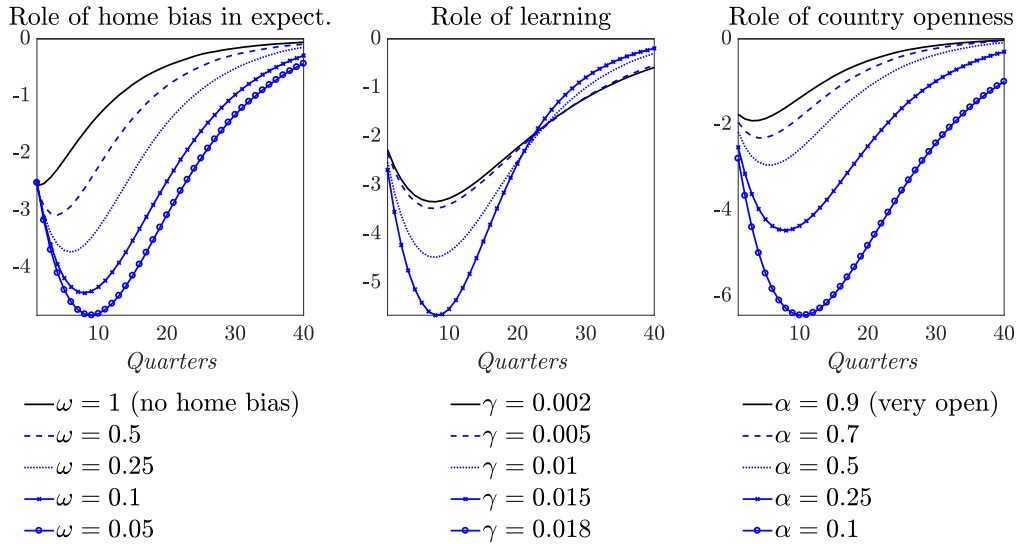 Role of home bias in expect.
0
-1
-2
-3
-4
10 20 30 40
Quarters
ω = 1 (no home bias)
ω = 0.5
ω = 0.25
ω = 0.1
ω = 0.05
Role of learning
0
-1
-2
-3
-4
-5
10 20 30 40
Quarters
γ = 0.002
γ = 0.005
γ = 0.01
γ = 0.015
γ = 0.018
Role of country openness
0
-2
-4
-6
10 20 30 40
Quarters
α = 0.9 (very open)
α = 0.7
α = 0.5
α = 0.25
α = 0.1